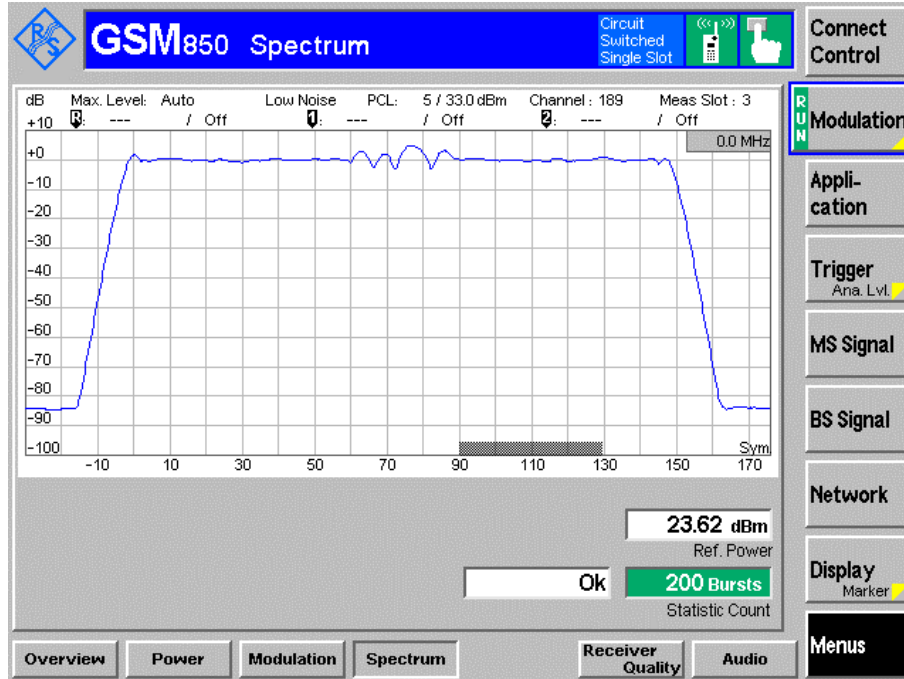 R&S
GSM850 Spectrum
Circuit
Switched
Single Slot
Connect
Control
dB Max. Level: Auto Low Noise PCL: 5 / 33.0 dBm Channel : 189 Meas Slot : 3
+10 R: --- / Off 1: --- / Off 2: --- / Off
0.0 MHz
+0
-10
-20
-30
-40
-50
-60
-70
-80
-90
-100
Sym
-10 10 30 50 70 90 110 130 150 170
23.62 dBm
Ref. Power
Ok 200 Bursts
Statistic Count
RUN
Modulation
Appli-
cation
Trigger
Ana. Lvl.
MS Signal
BS Signal
Network
Display
Marker
Menus
Overview Power Modulation Spectrum Receiver
Quality Audio